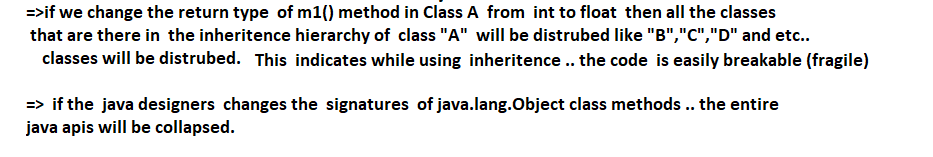 =>if we change the return type of m1() method in Class A from int to float then all the classes
that are there in the inheritence hierarchy of class "A" will be distrubed like "B","C","D" and etc..
classes will be distrubed. This indicates while using inheritence .. the code is easily breakable (fragile)
=> if the java designers changes the signatures of java.lang.Object class methods .. the entire
java apis will be collapsed.